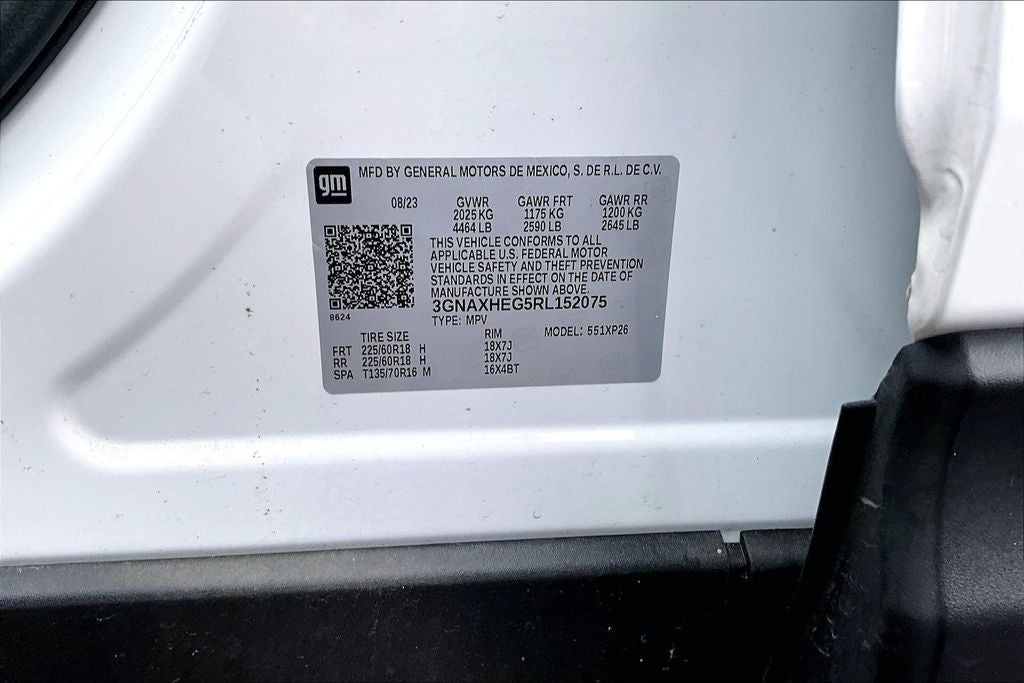 gm MFD BY GENERAL MOTORS DE MEXICO, S. DE R.L. DE C.V.
08/23 GVWR GAWR FRT GAWR RR
2025 KG 1175 KG 1200 KG
4464 LB 2590 LB 2645 LB
THIS VEHICLE CONFORMS TO ALL
APPLICABLE U.S. FEDERAL MOTOR
VEHICLE SAFETY AND THEFT PREVENTION
STANDARDS IN EFFECT ON THE DATE OF
MANUFACTURE SHOWN ABOVE.
3GNAXHEG5RL152075
8624
TYPE: MPV
TIRE SIZE RIM MODEL: 551XP26
FRT 225/60R18 H 18X7J
RR 225/60R18 H 18X7J
SPA T135/70R16 M 16X4BT